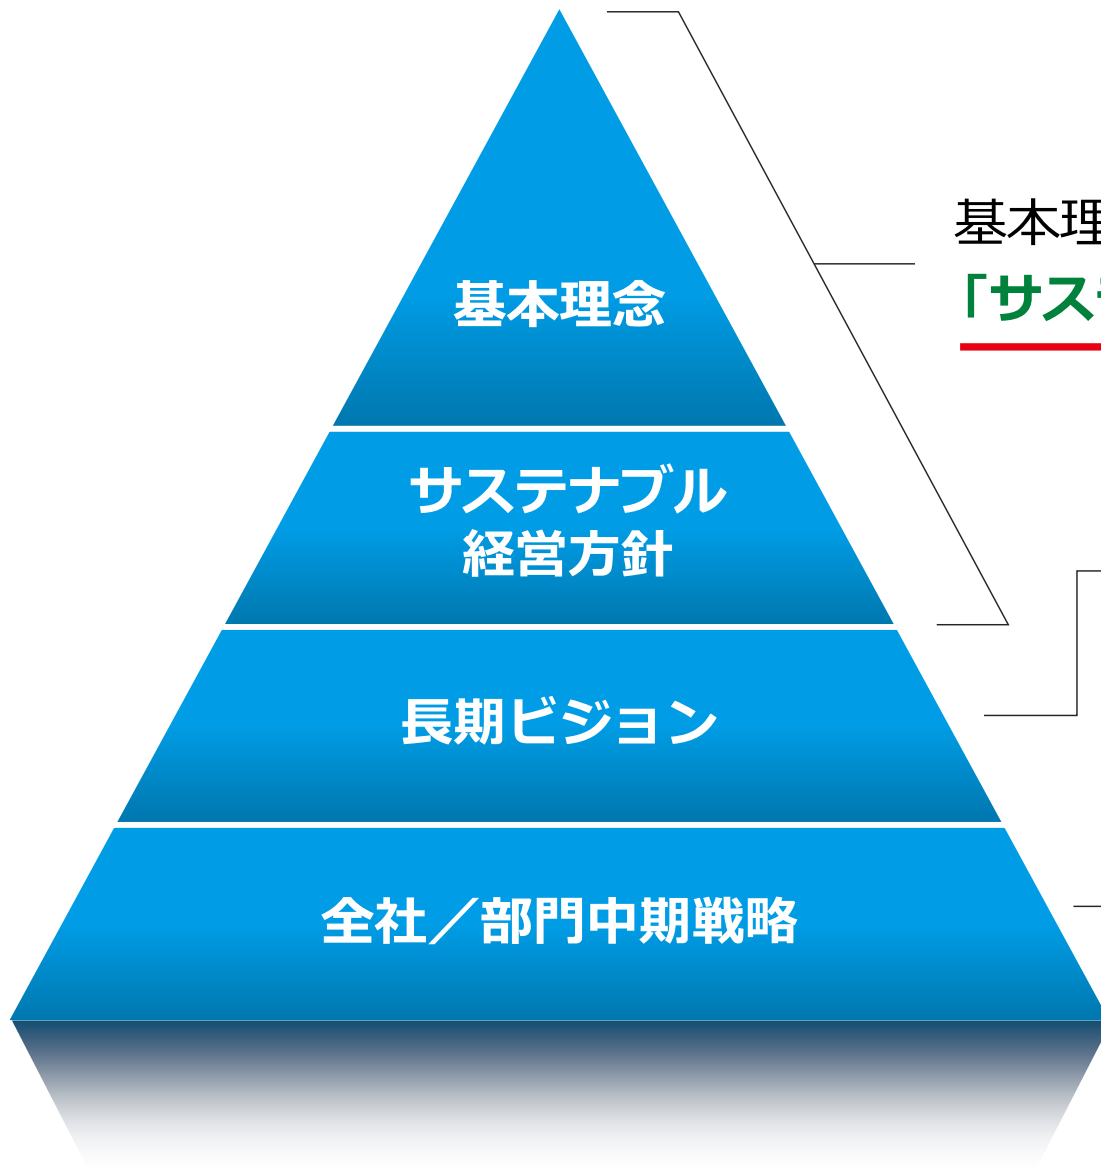 基本理念
サステナブル
経営方針
長期ビジョン
全社／部門中期戦略
基本理
「サス